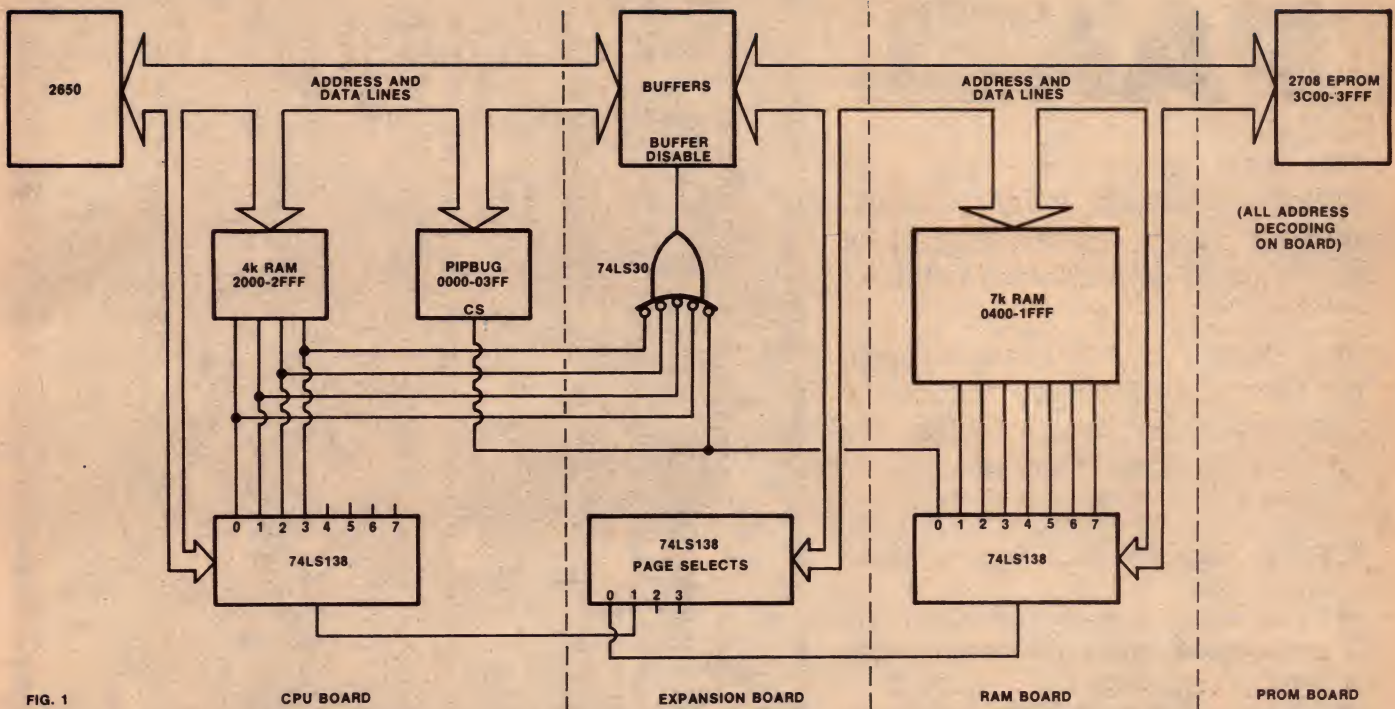 2650
ADDRESS AND
DATA LINES
BUFFERS
BUFFER
DISABLE
ADDRESS AND
DATA LINES
2708 EPROM
3C00-3FFF
(ALL ADDRESS
DECODING
ON BOARD)
4k RAM
2000-2FFF
PIPBUG
0000-03FF
CS
74LS30
7k RAM
0400-1FFF
0 1 2 3 4 5 6 7
74LS138
74LS138
PAGE SELECTS
0 1 2 3
0 1 2 3 4 5 6 7
74LS138
FIG. 1
CPU BOARD
EXPANSION BOARD
RAM BOARD
PROM BOARD